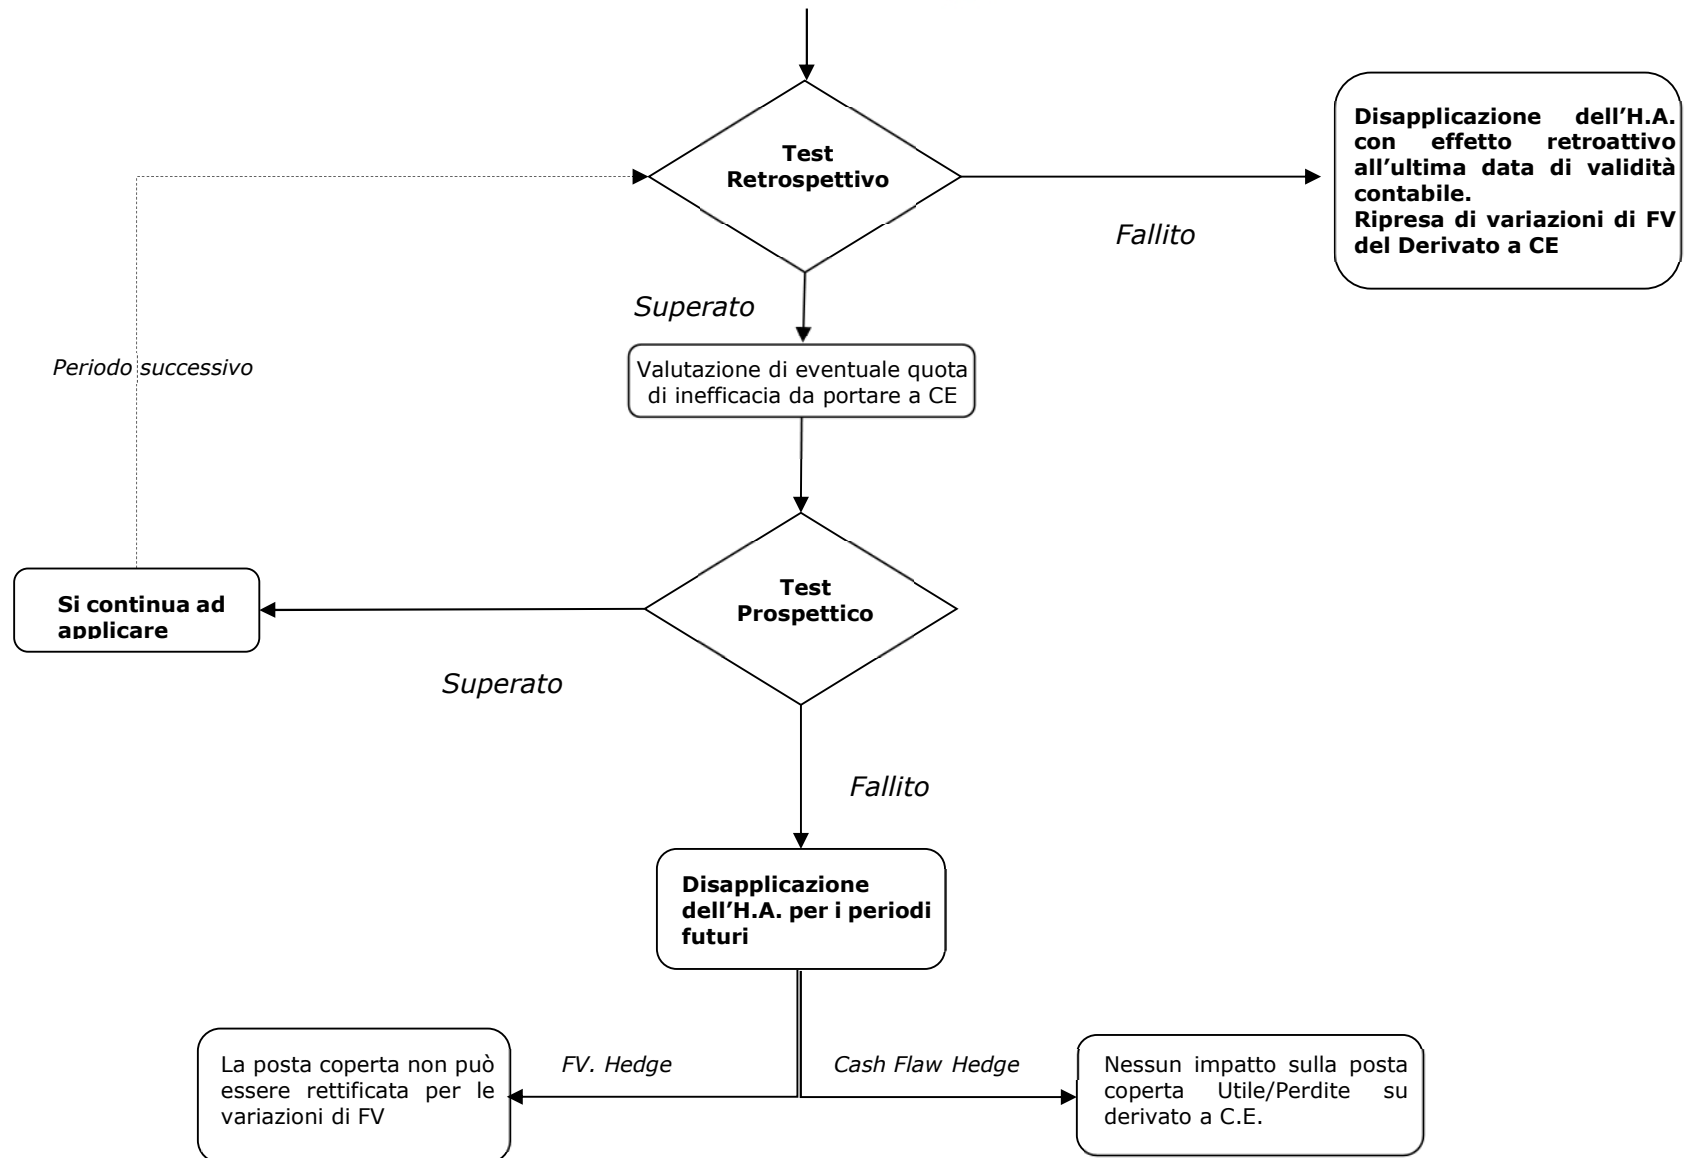 Test
Retrospettivo
Disapplicazione dell’H.A.
con effetto retroattivo
all’ultima data di validità
contabile.
Ripresa di variazioni di FV
del Derivato a CE
Fallito
Superato
Periodo successivo
Valutazione di eventuale quota
di inefficacia da portare a CE
Test
Prospettico
Si continua ad
applicare
Superato
Fallito
Disapplicazione
dell’H.A. per i periodi
futuri
La posta coperta non può
essere rettificata per le
variazioni di FV
FV. Hedge
Cash Flaw Hedge
Nessun impatto sulla posta
coperta Utile/Perdite su
derivato a C.E.